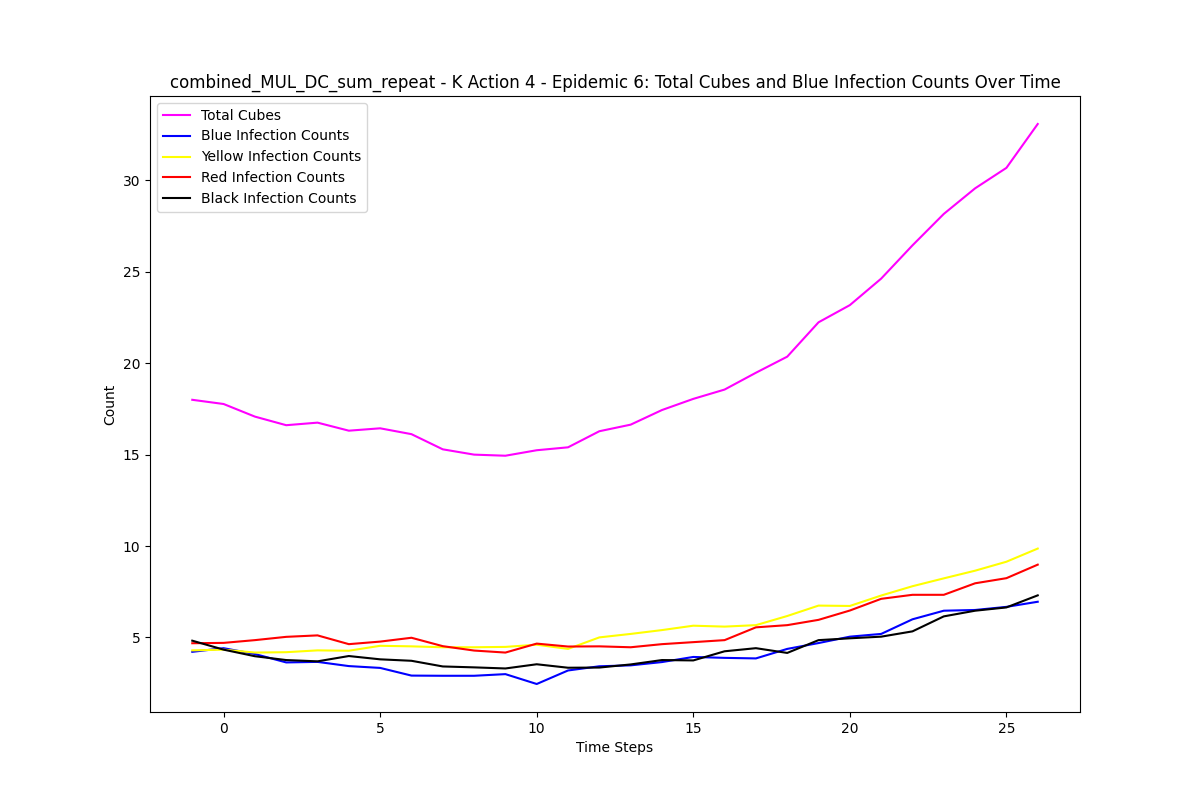 combined_MUL_DC_sum_repeat - K Action 4 - Epidemic 6: Total Cubes and Blue Infection Counts Over Time
Total Cubes
Blue Infection Counts
Yellow Infection Counts
Red Infection Counts
Black Infection Counts
30
25
20
15
10
5
Count
0
5
10
15
20
25
Time Steps